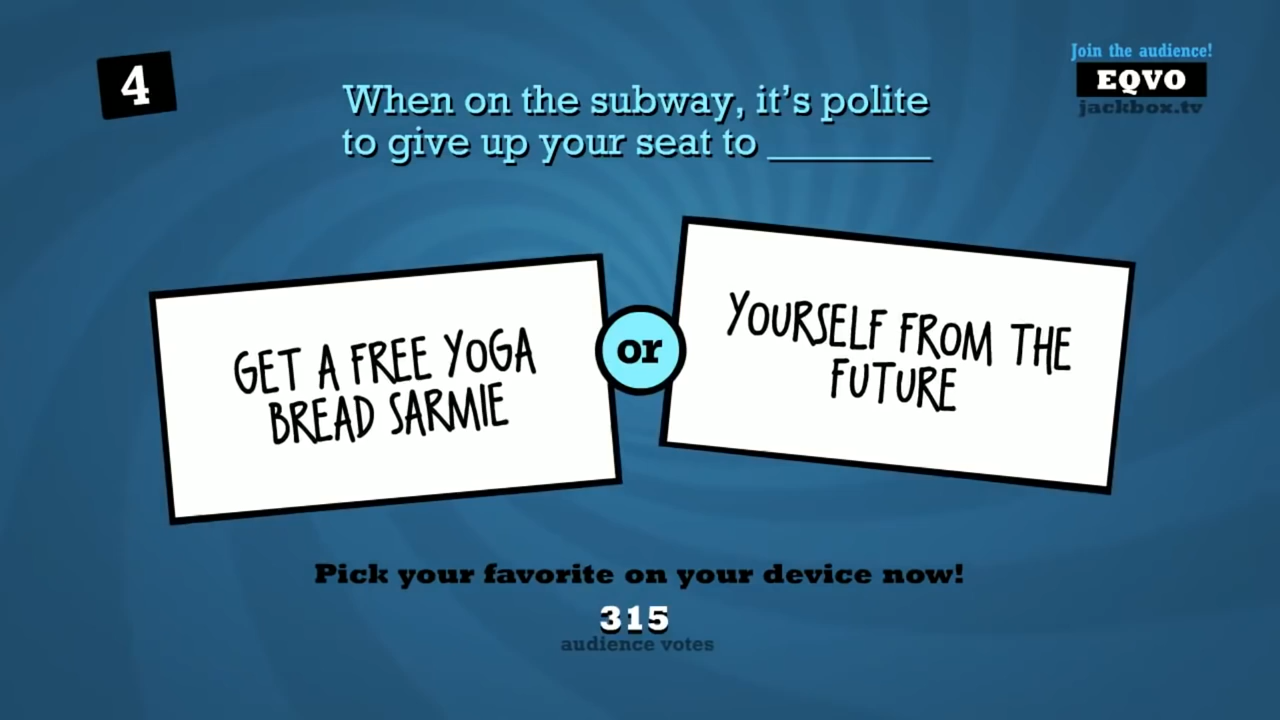 4
Join the audience!
EQVO
jackbox.tv
When on the subway, it's polite
to give up your seat to ________
GET A FREE YOGA
BREAD SARMIE
or
YOURSELF FROM THE
FUTURE
Pick your favorite on your device now!
315
audience votes